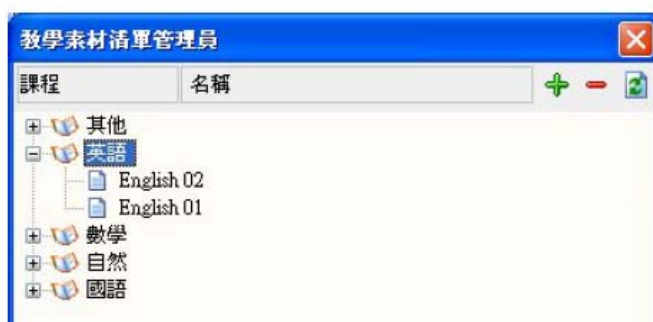 教學素材清單管理員
課程 名稱
其他
英語
English 02
English 01
數學
自然
國語